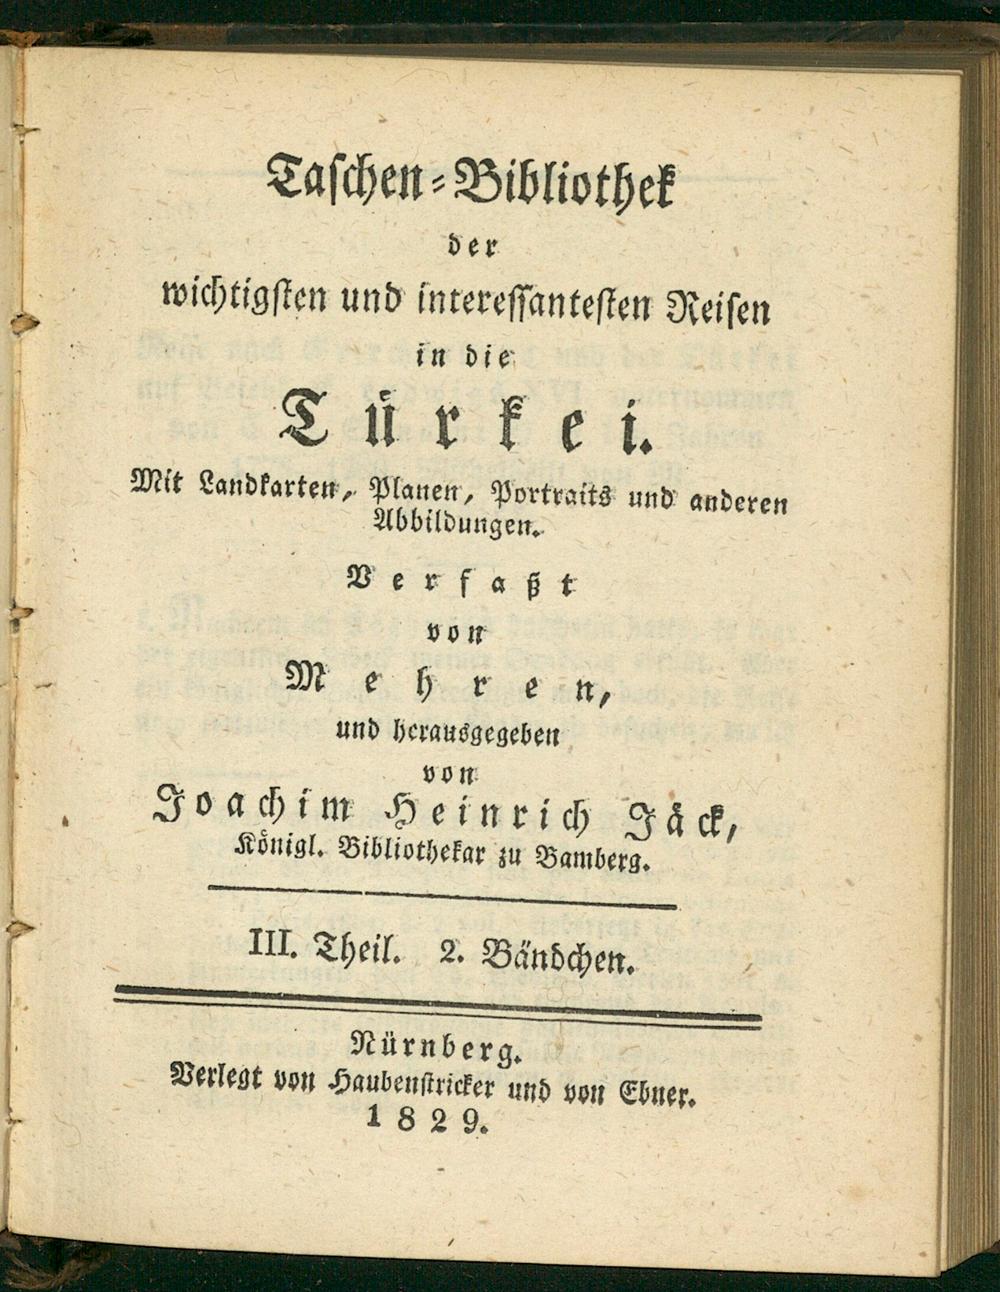 Taschen-Bibliothek
der
wichtigsten und interessantesten Reisen
in die
Türkei.
Mit Landkarten, Planen, Portraits und anderen
Abbildungen.
Verfaßt
von
Mehren,
und herausgegeben
von
Joachim Heinrich Jäck,
Königl. Bibliothekar zu Bamberg.
III. Theil. 2. Bändchen.
Nürnberg.
Verlegt von Haubenstricker und von Ebner.
1829.